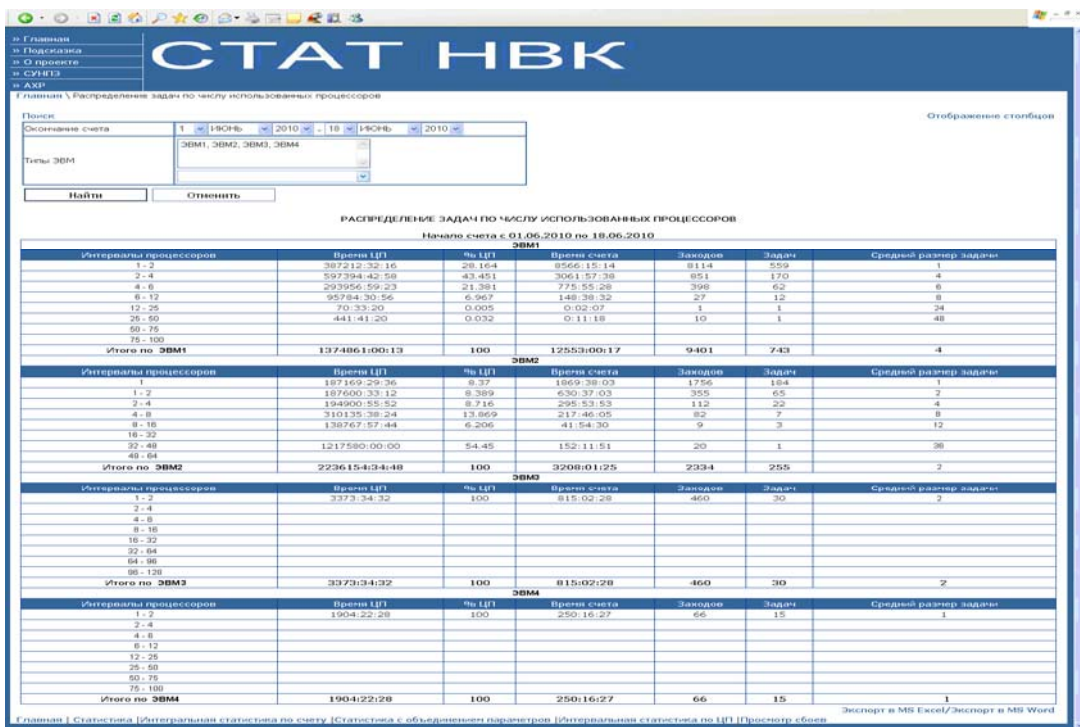 » Главная
» Подсказка
» О проекте
» СУНПЭ
» АХР
СТАТ НВК
Главная \ Распределение задач по числу использованных процессоров
Поиск
Отображение столбцов
Окончание счета 1 ИЮНЬ 2010 - 18 ИЮНЬ 2010
Типы ЭВМ ЭВМ1, ЭВМ2, ЭВМ3, ЭВМ4
Найти Отменить
РАСПРЕДЕЛЕНИЕ ЗАДАЧ ПО ЧИСЛУ ИСПОЛЬЗОВАННЫХ ПРОЦЕССОРОВ
Начало счета с 01.06.2010 по 18.06.2010
ЭВМ1
Интервалы процессоров Время ЦП % ЦП Время счета Заходов Задач Средний размер задачи
1 - 2 387212:32:16 28.164 8566:15:14 8114 559 1
2 - 4 597394:42:58 43.451 3061:57:38 851 170 4
4 - 6 293956:59:23 21.381 775:55:28 398 62 6
6 - 12 95784:30:56 6.967 148:38:32 27 12 8
12 - 25 70:33:20 0.005 0:02:07 1 1 24
25 - 50 441:41:20 0.032 0:11:18 10 1 48
50 - 75
75 - 100
Итого по ЭВМ1 1374861:00:13 100 12553:00:17 9401 743 4
ЭВМ2
Интервалы процессоров Время ЦП % ЦП Время счета Заходов Задач Средний размер задачи
1 187169:29:36 8.37 1869:38:03 1756 184 1
1 - 2 187600:33:12 8.389 630:37:03 355 65 2
2 - 4 194900:55:52 8.716 295:53:53 112 22 4
4 - 8 310135:38:24 13.869 217:46:05 82 7 8
8 - 16 138767:57:44 6.206 41:54:30 9 3 12
16 - 32
32 - 48 1217580:00:00 54.45 152:11:51 20 1 36
48 - 64
Итого по ЭВМ2 2236154:34:48 100 3208:01:25 2334 255 2
ЭВМ3
Интервалы процессоров Время ЦП % ЦП Время счета Заходов Задач Средний размер задачи
1 - 2 3373:34:32 100 815:02:28 460 30 2
2 - 4
4 - 8
8 - 16
16 - 32
32 - 64
64 - 96
96 - 128
Итого по ЭВМ3 3373:34:32 100 815:02:28 460 30 2
ЭВМ4
Интервалы процессоров Время ЦП % ЦП Время счета Заходов Задач Средний размер задачи
1 - 2 1904:22:28 100 250:16:27 66 15 1
2 - 4
4 - 6
6 - 12
12 - 25
25 - 50
50 - 75
75 - 100
Итого по ЭВМ4 1904:22:28 100 250:16:27 66 15 1
Экспорт в MS Excel/Экспорт в MS Word
Главная | Статистика |Интегральная статистика по счету |Статистика с объединением параметров |Интервальная статистика по ЦП |Просмотр сбоев